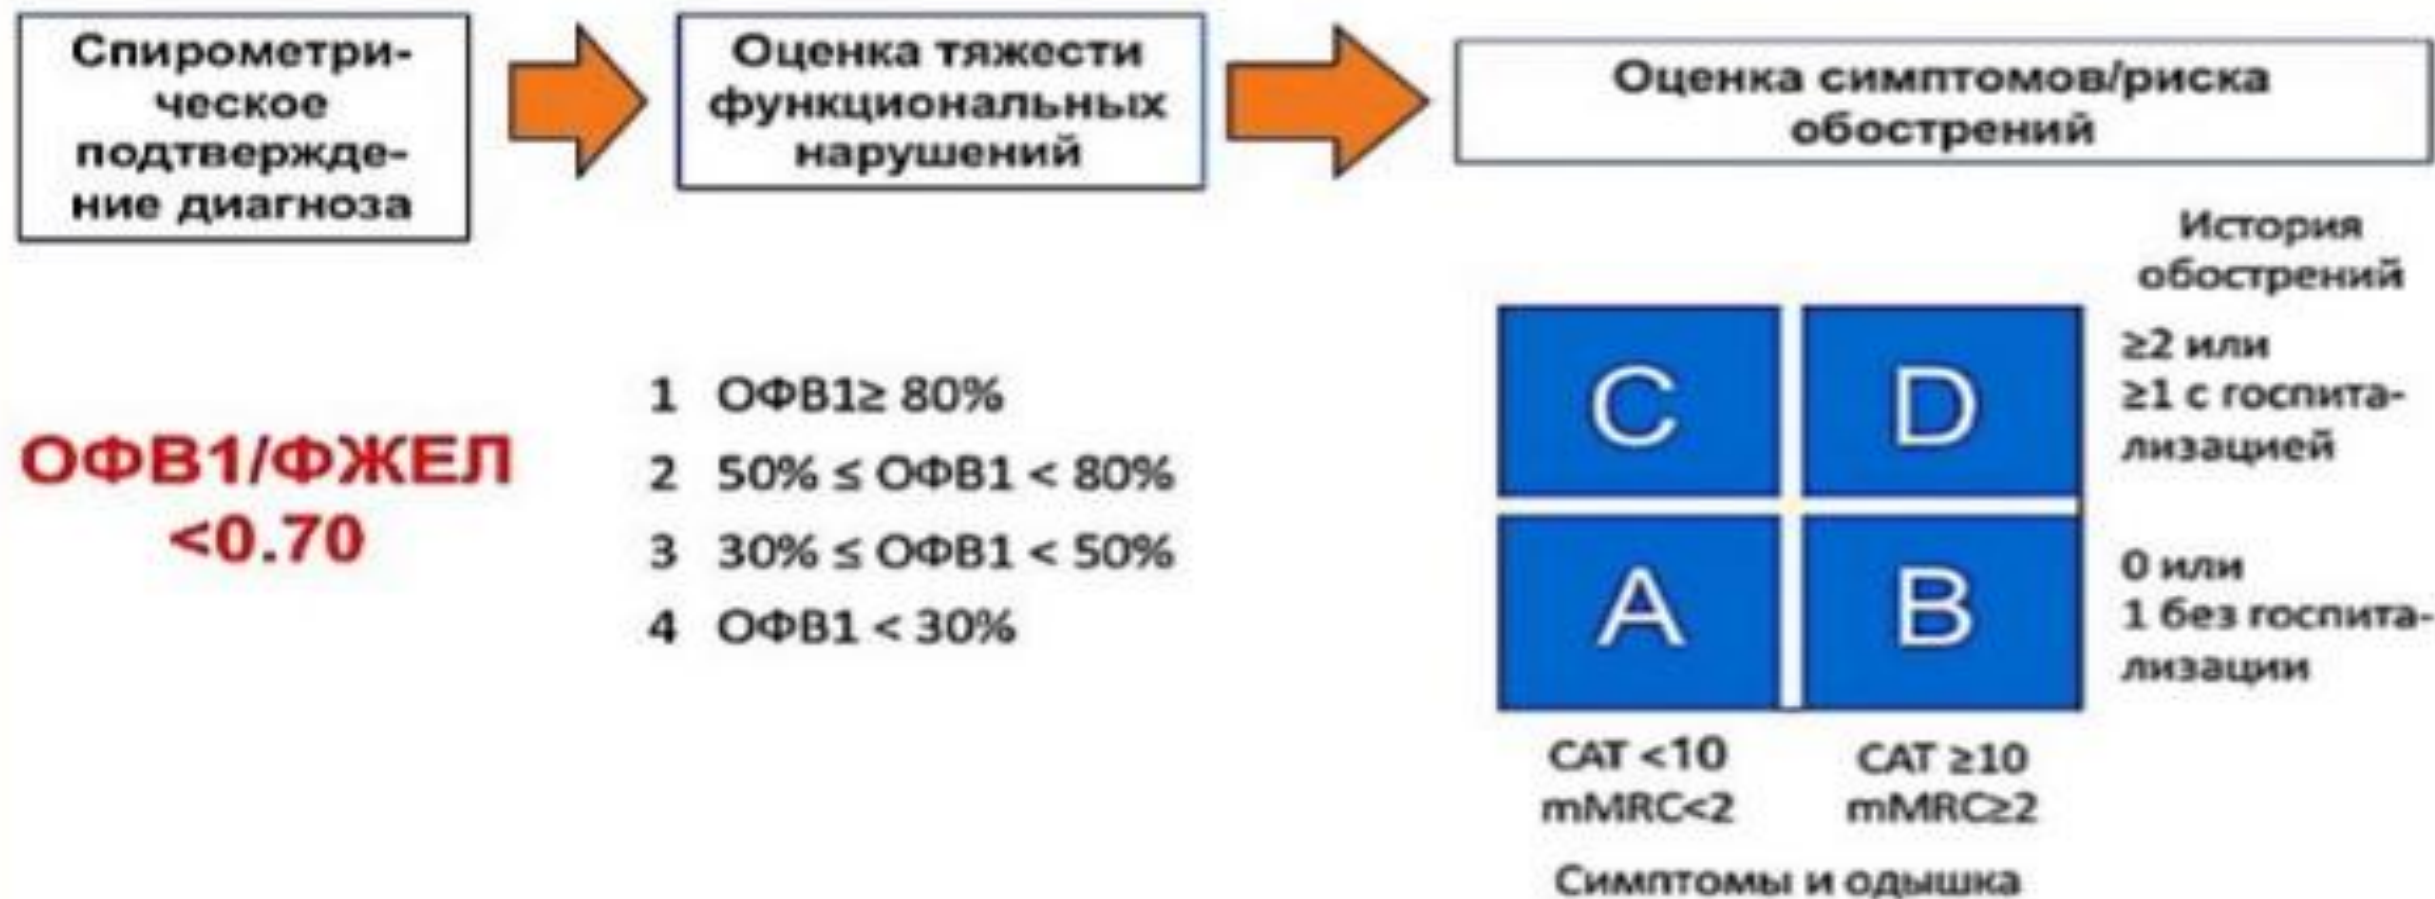 Спирометри-
ческое
подтвержде-
ние диагноза
Оценка тяжести
функциональных
нарушений
Оценка симптомов/риска
обострений
ОФВ1/ФЖЕЛ
<0.70
1 ОФВ1≥ 80%
2 50% ≤ ОФВ1 < 80%
3 30% ≤ ОФВ1 < 50%
4 ОФВ1 < 30%
История
обострений
C
D
≥2 или
≥1 с госпита-
лизацией
A
B
0 или
1 без госпита-
лизации
CAT <10
mMRC<2
CAT ≥10
mMRC≥2
Симптомы и одышка